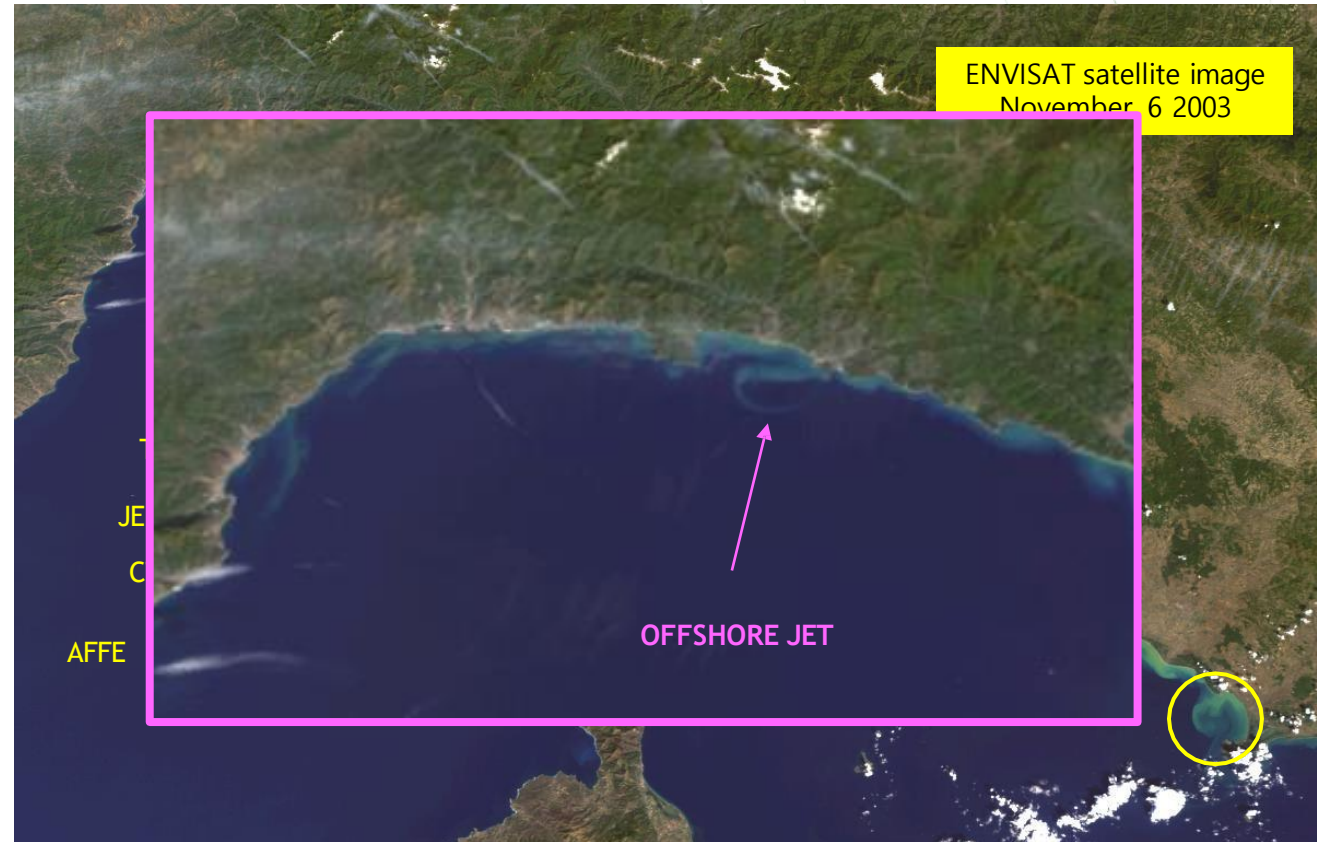 ENVISAT satellite image
November, 6 2003
JE
C
AFFE
OFFSHORE JET